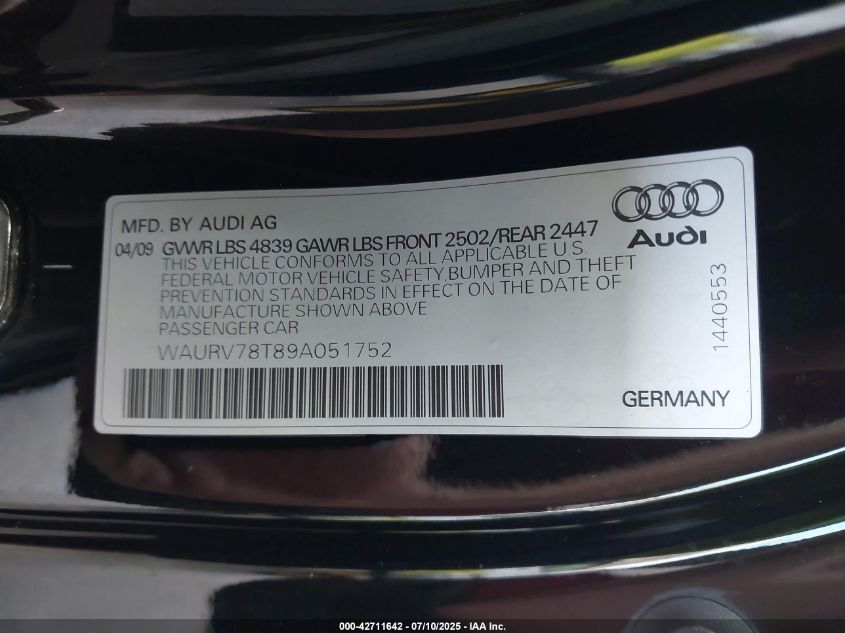 MFD. BY AUDI AG
04/09 GVWR LBS 4839 GAWR LBS FRONT 2502/REAR 2447
THIS VEHICLE CONFORMS TO ALL APPLICABLE U.S
FEDERAL MOTOR VEHICLE SAFETY BUMPER AND THEFT
PREVENTION STANDARDS IN EFFECT ON THE DATE OF
MANUFACTURE SHOWN ABOVE
PASSENGER CAR
WAURV78T89A051752
Audi
1440553
GERMANY
000-42711642 - 07/10/2025 - IAA Inc.